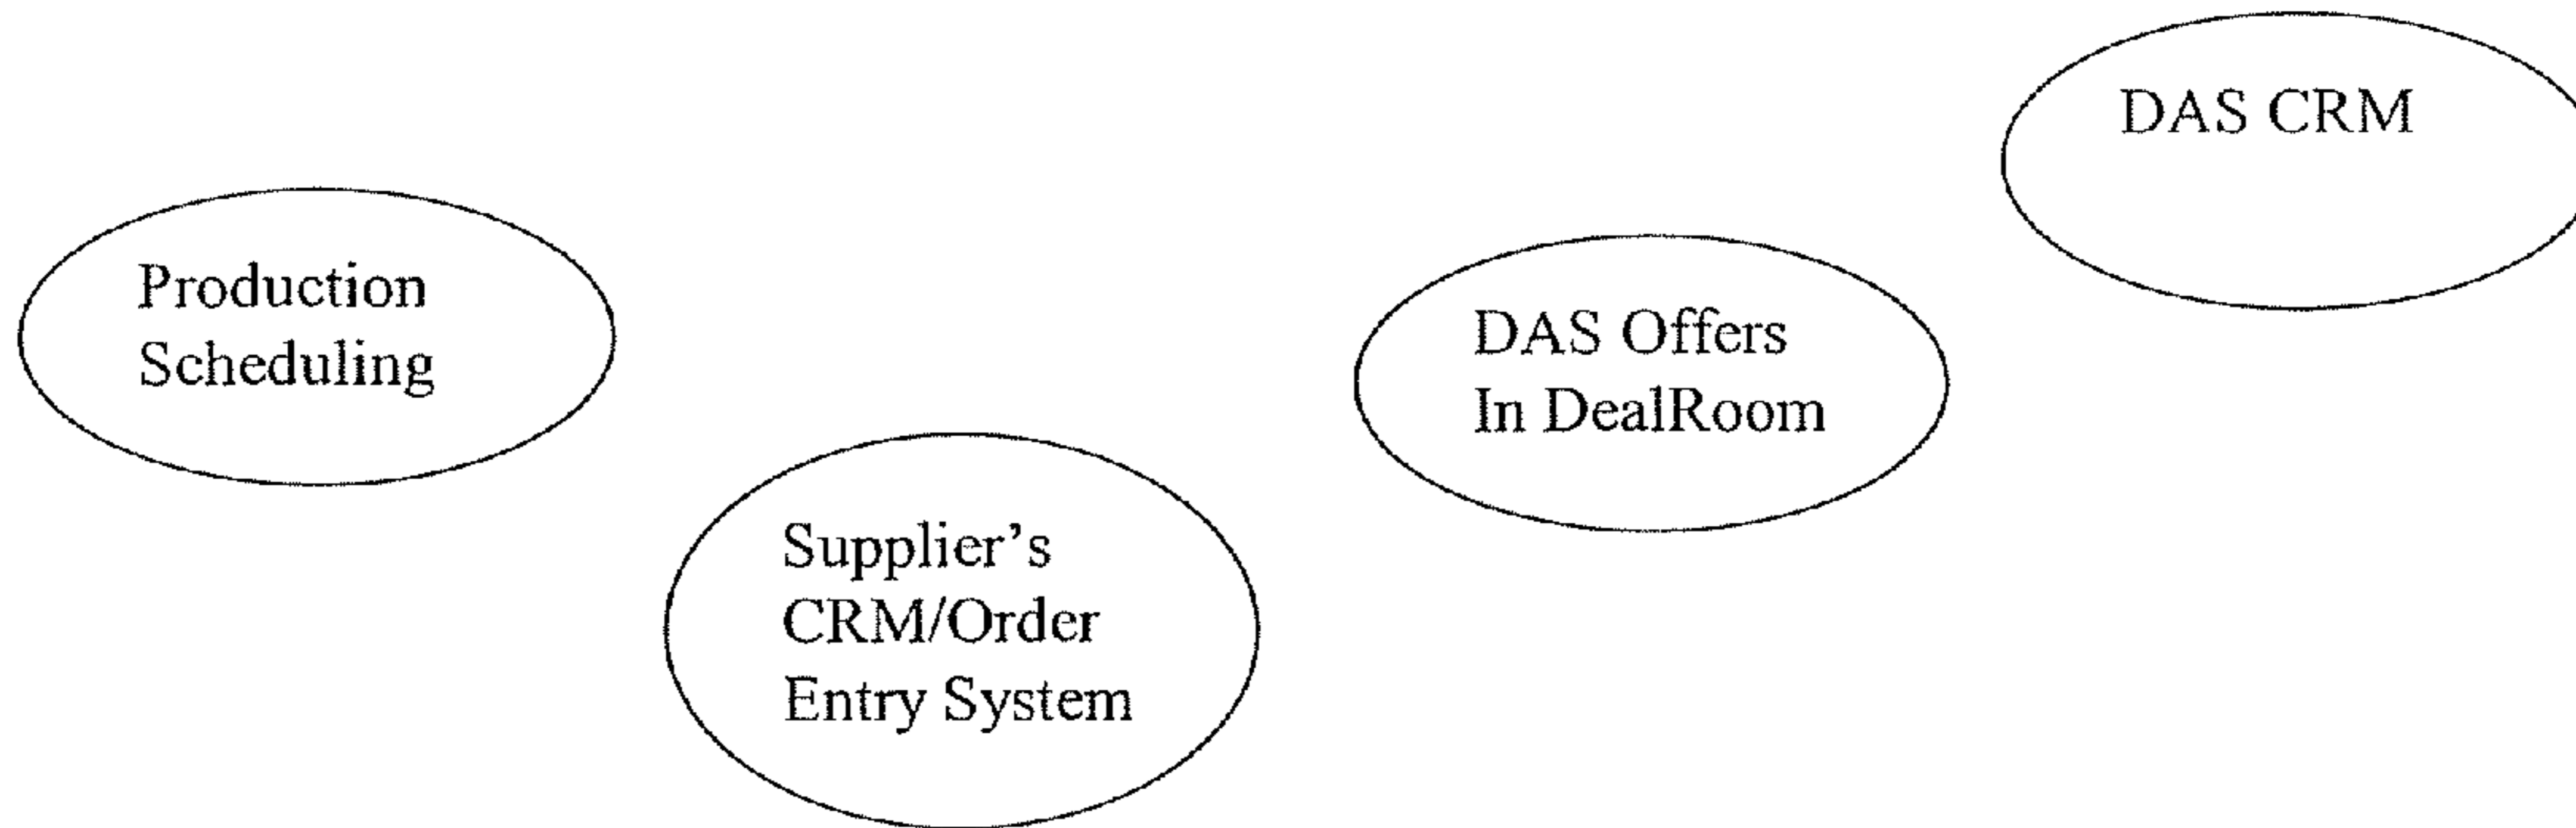 DAS CRM
Production
Scheduling
DAS Offers
In DealRoom
Supplier’s
CRM/Order
Entry System